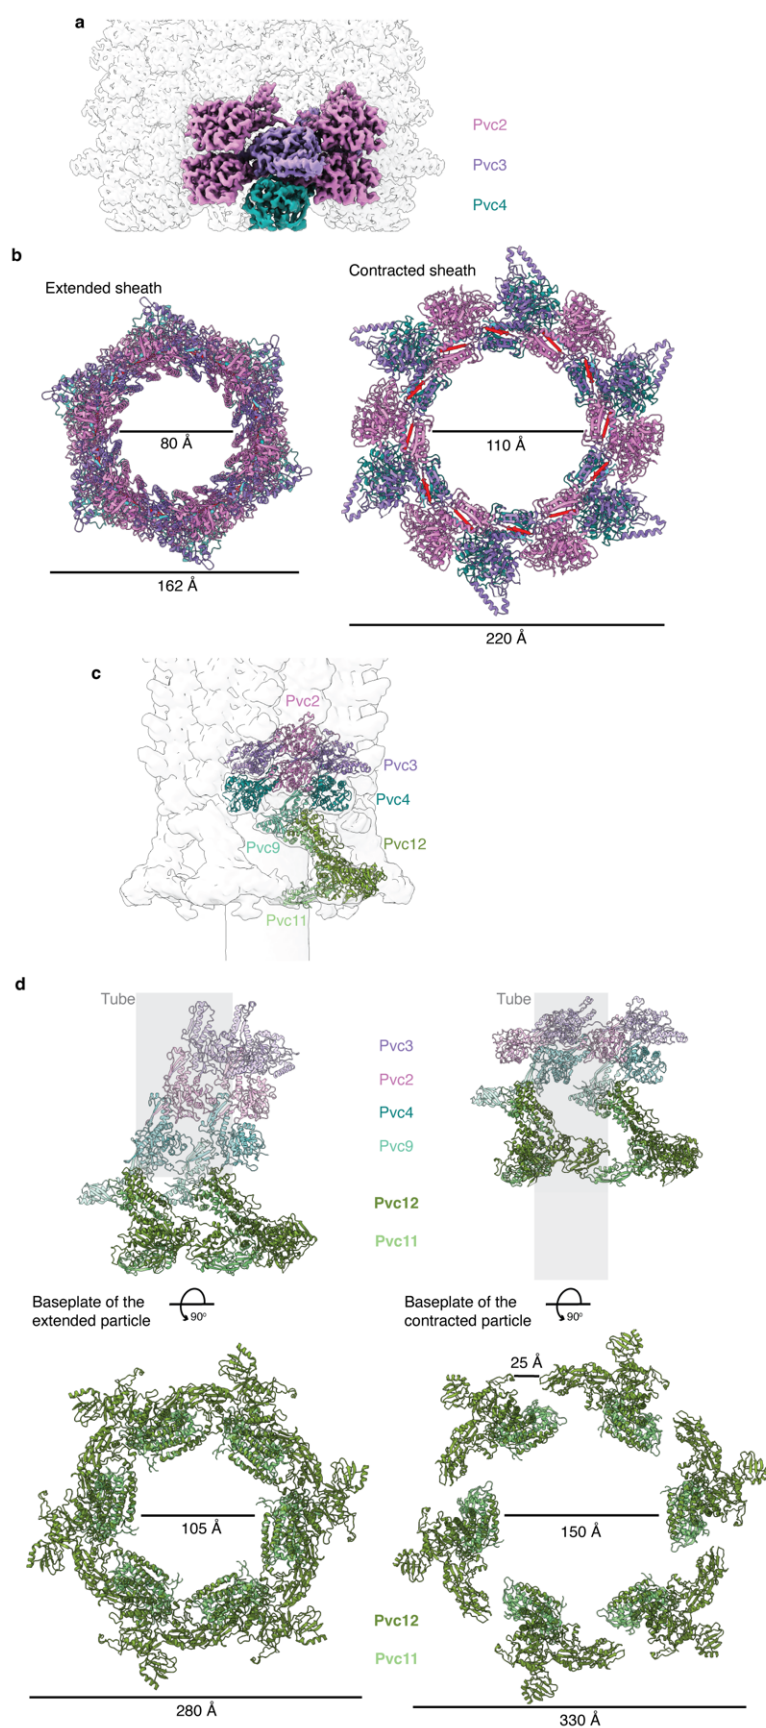 a
Pvc2
Pvc3
Pvc4
b
Extended sheath
Contracted sheath
80 Å
110 Å
162 Å
220 Å
c
Pvc2
Pvc3
Pvc4
Pvc9
Pvc12
Pvc11
d
Tube
Tube
Pvc3
Pvc2
Pvc4
Pvc9
Pvc12
Pvc11
Baseplate of the
extended particle
90º
Baseplate of the
contracted particle
90º
25 Å
105 Å
150 Å
Pvc12
Pvc11
280 Å
330 Å